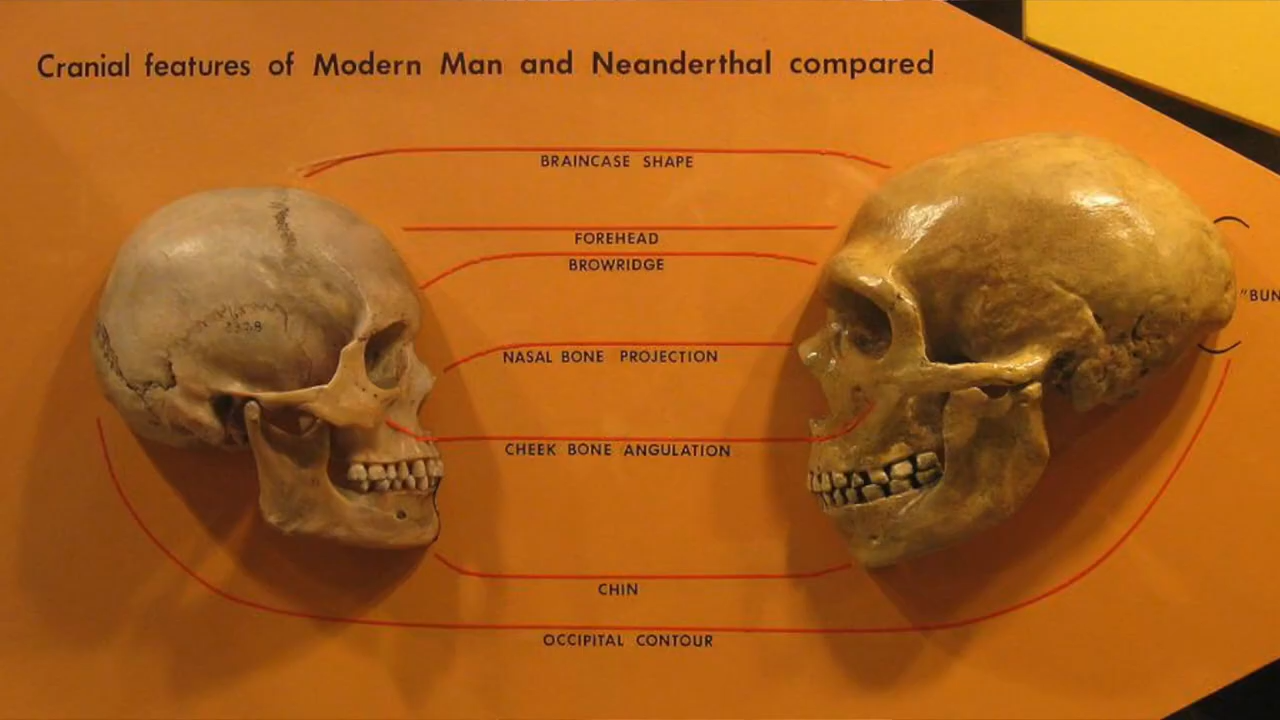 Cranial features of Modern Man and Neanderthal compared
BRAINCASE SHAPE
FOREHEAD
BROWRIDGE
"BUN
NASAL BONE PROJECTION
CHEEK BONE ANGULATION
CHIN
OCCIPITAL CONTOUR